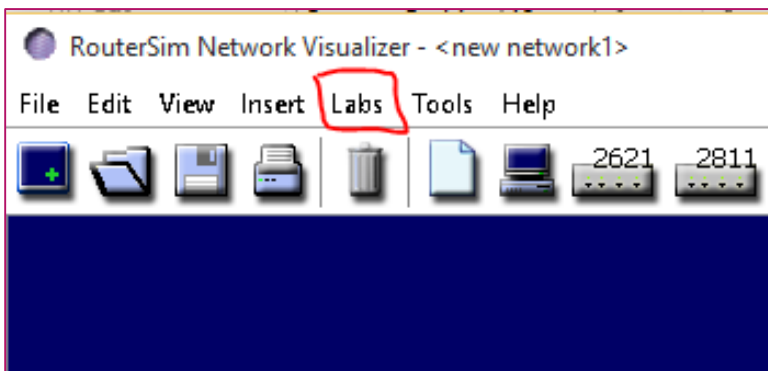 RouterSim Network Visualizer - <new network1>
File Edit View Insert Labs Tools Help
2621 2811